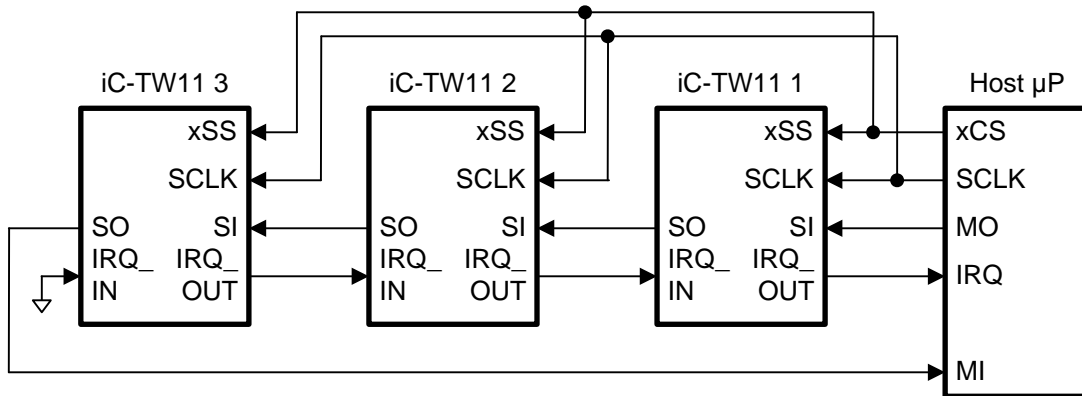 iC-TW11 3
iC-TW11 2
iC-TW11 1
Host µP
xSS
xSS
xSS
xCS
SCLK
SCLK
SCLK
SCLK
SO
SI
SO
SI
SO
SI
MO
IRQ_
IN
IRQ_
OUT
IRQ_
IN
IRQ_
OUT
IRQ_
IN
IRQ_
OUT
IRQ
MI